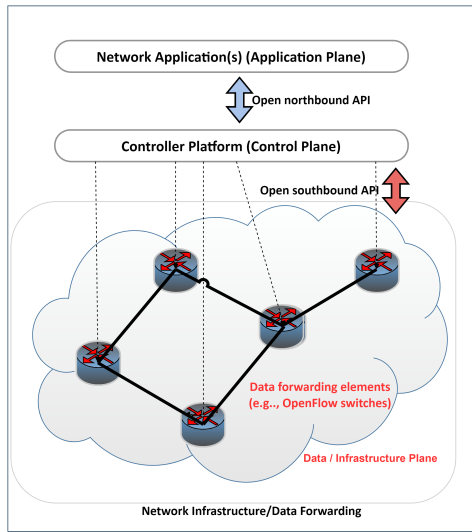 Network Application(s) (Application Plane)
Open northbound API
Controller Platform (Control Plane)
Open southbound API
Data forwarding elements
(e.g.., OpenFlow switches)
Data / Infrastructure Plane
Network Infrastructure/Data Forwarding